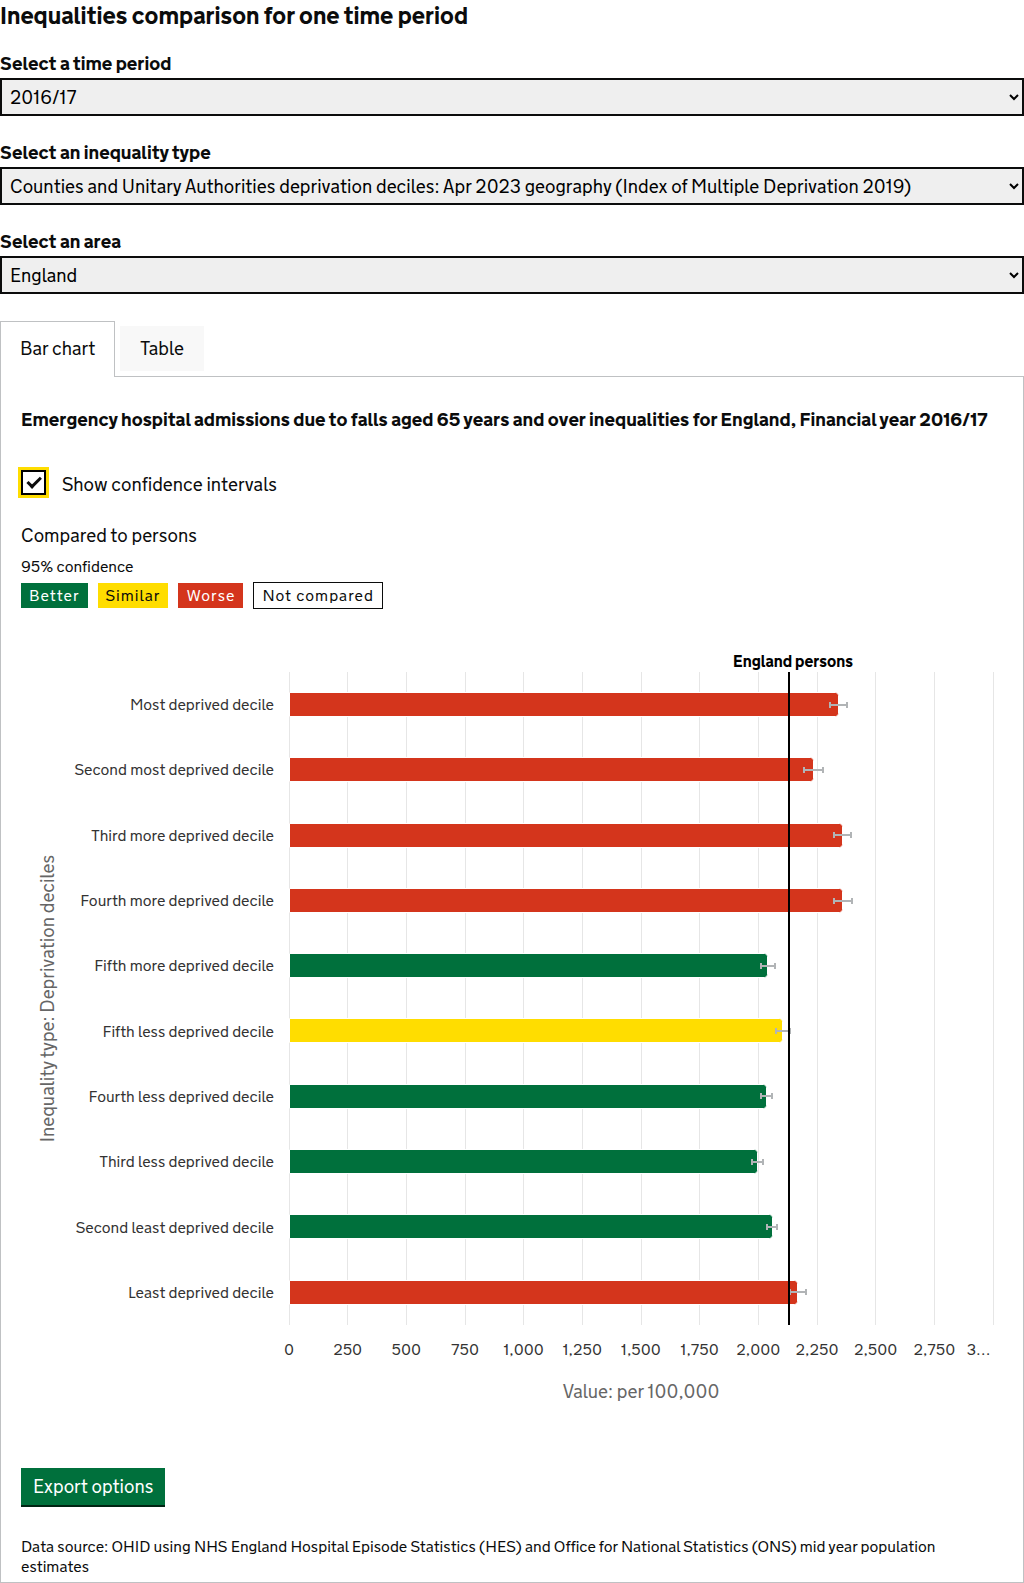 Inequalities comparison for one time period
Select a time period
2016/17
Select an inequality type
Counties and Unitary Authorities deprivation deciles: Apr 2023 geography (Index of Multiple Deprivation 2019)
Select an area
England
Bar chart
Table
Emergency hospital admissions due to falls aged 65 years and over inequalities for England, Financial year 2016/17
Show confidence intervals
Compared to persons
95% confidence
Better Similar Worse Not compared
England persons
Inequality type: Deprivation deciles
Most deprived decile
Second most deprived decile
Third more deprived decile
Fourth more deprived decile
Fifth more deprived decile
Fifth less deprived decile
Fourth less deprived decile
Third less deprived decile
Second least deprived decile
Least deprived decile
0 250 500 750 1,000 1,250 1,500 1,750 2,000 2,250 2,500 2,750 3...
Value: per 100,000
Export options
Data source: OHID using NHS England Hospital Episode Statistics (HES) and Office for National Statistics (ONS) mid year population
estimates